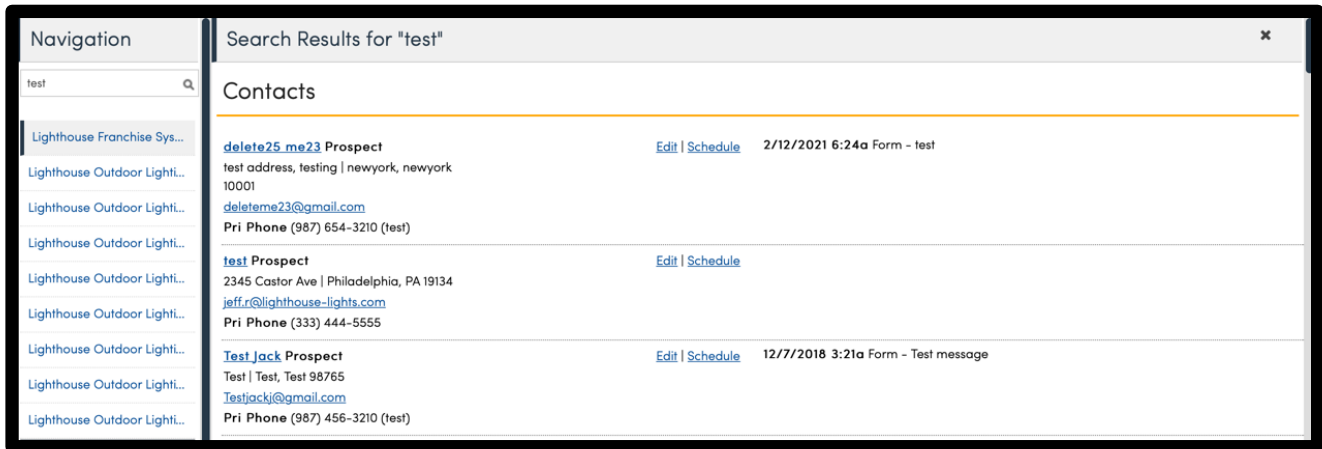 Navigation
test
Lighthouse Franchise Sys...
Lighthouse Outdoor Lighti...
Lighthouse Outdoor Lighti...
Lighthouse Outdoor Lighti...
Lighthouse Outdoor Lighti...
Lighthouse Outdoor Lighti...
Lighthouse Outdoor Lighti...
Lighthouse Outdoor Lighti...
Lighthouse Outdoor Lighti...
Search Results for "test"
Contacts
delete25 me23 Prospect Edit | Schedule 2/12/2021 6:24a Form - test
test address, testing | newyork, newyork
10001
deleteme23@gmail.com
Pri Phone (987) 654-3210 (test)
test Prospect Edit | Schedule
2345 Castor Ave | Philadelphia, PA 19134
jeff.r@lighthouse-lights.com
Pri Phone (333) 444-5555
Test Jack Prospect Edit | Schedule 12/7/2018 3:21a Form - Test message
Test | Test, Test 98765
Testjackj@gmail.com
Pri Phone (987) 456-3210 (test)